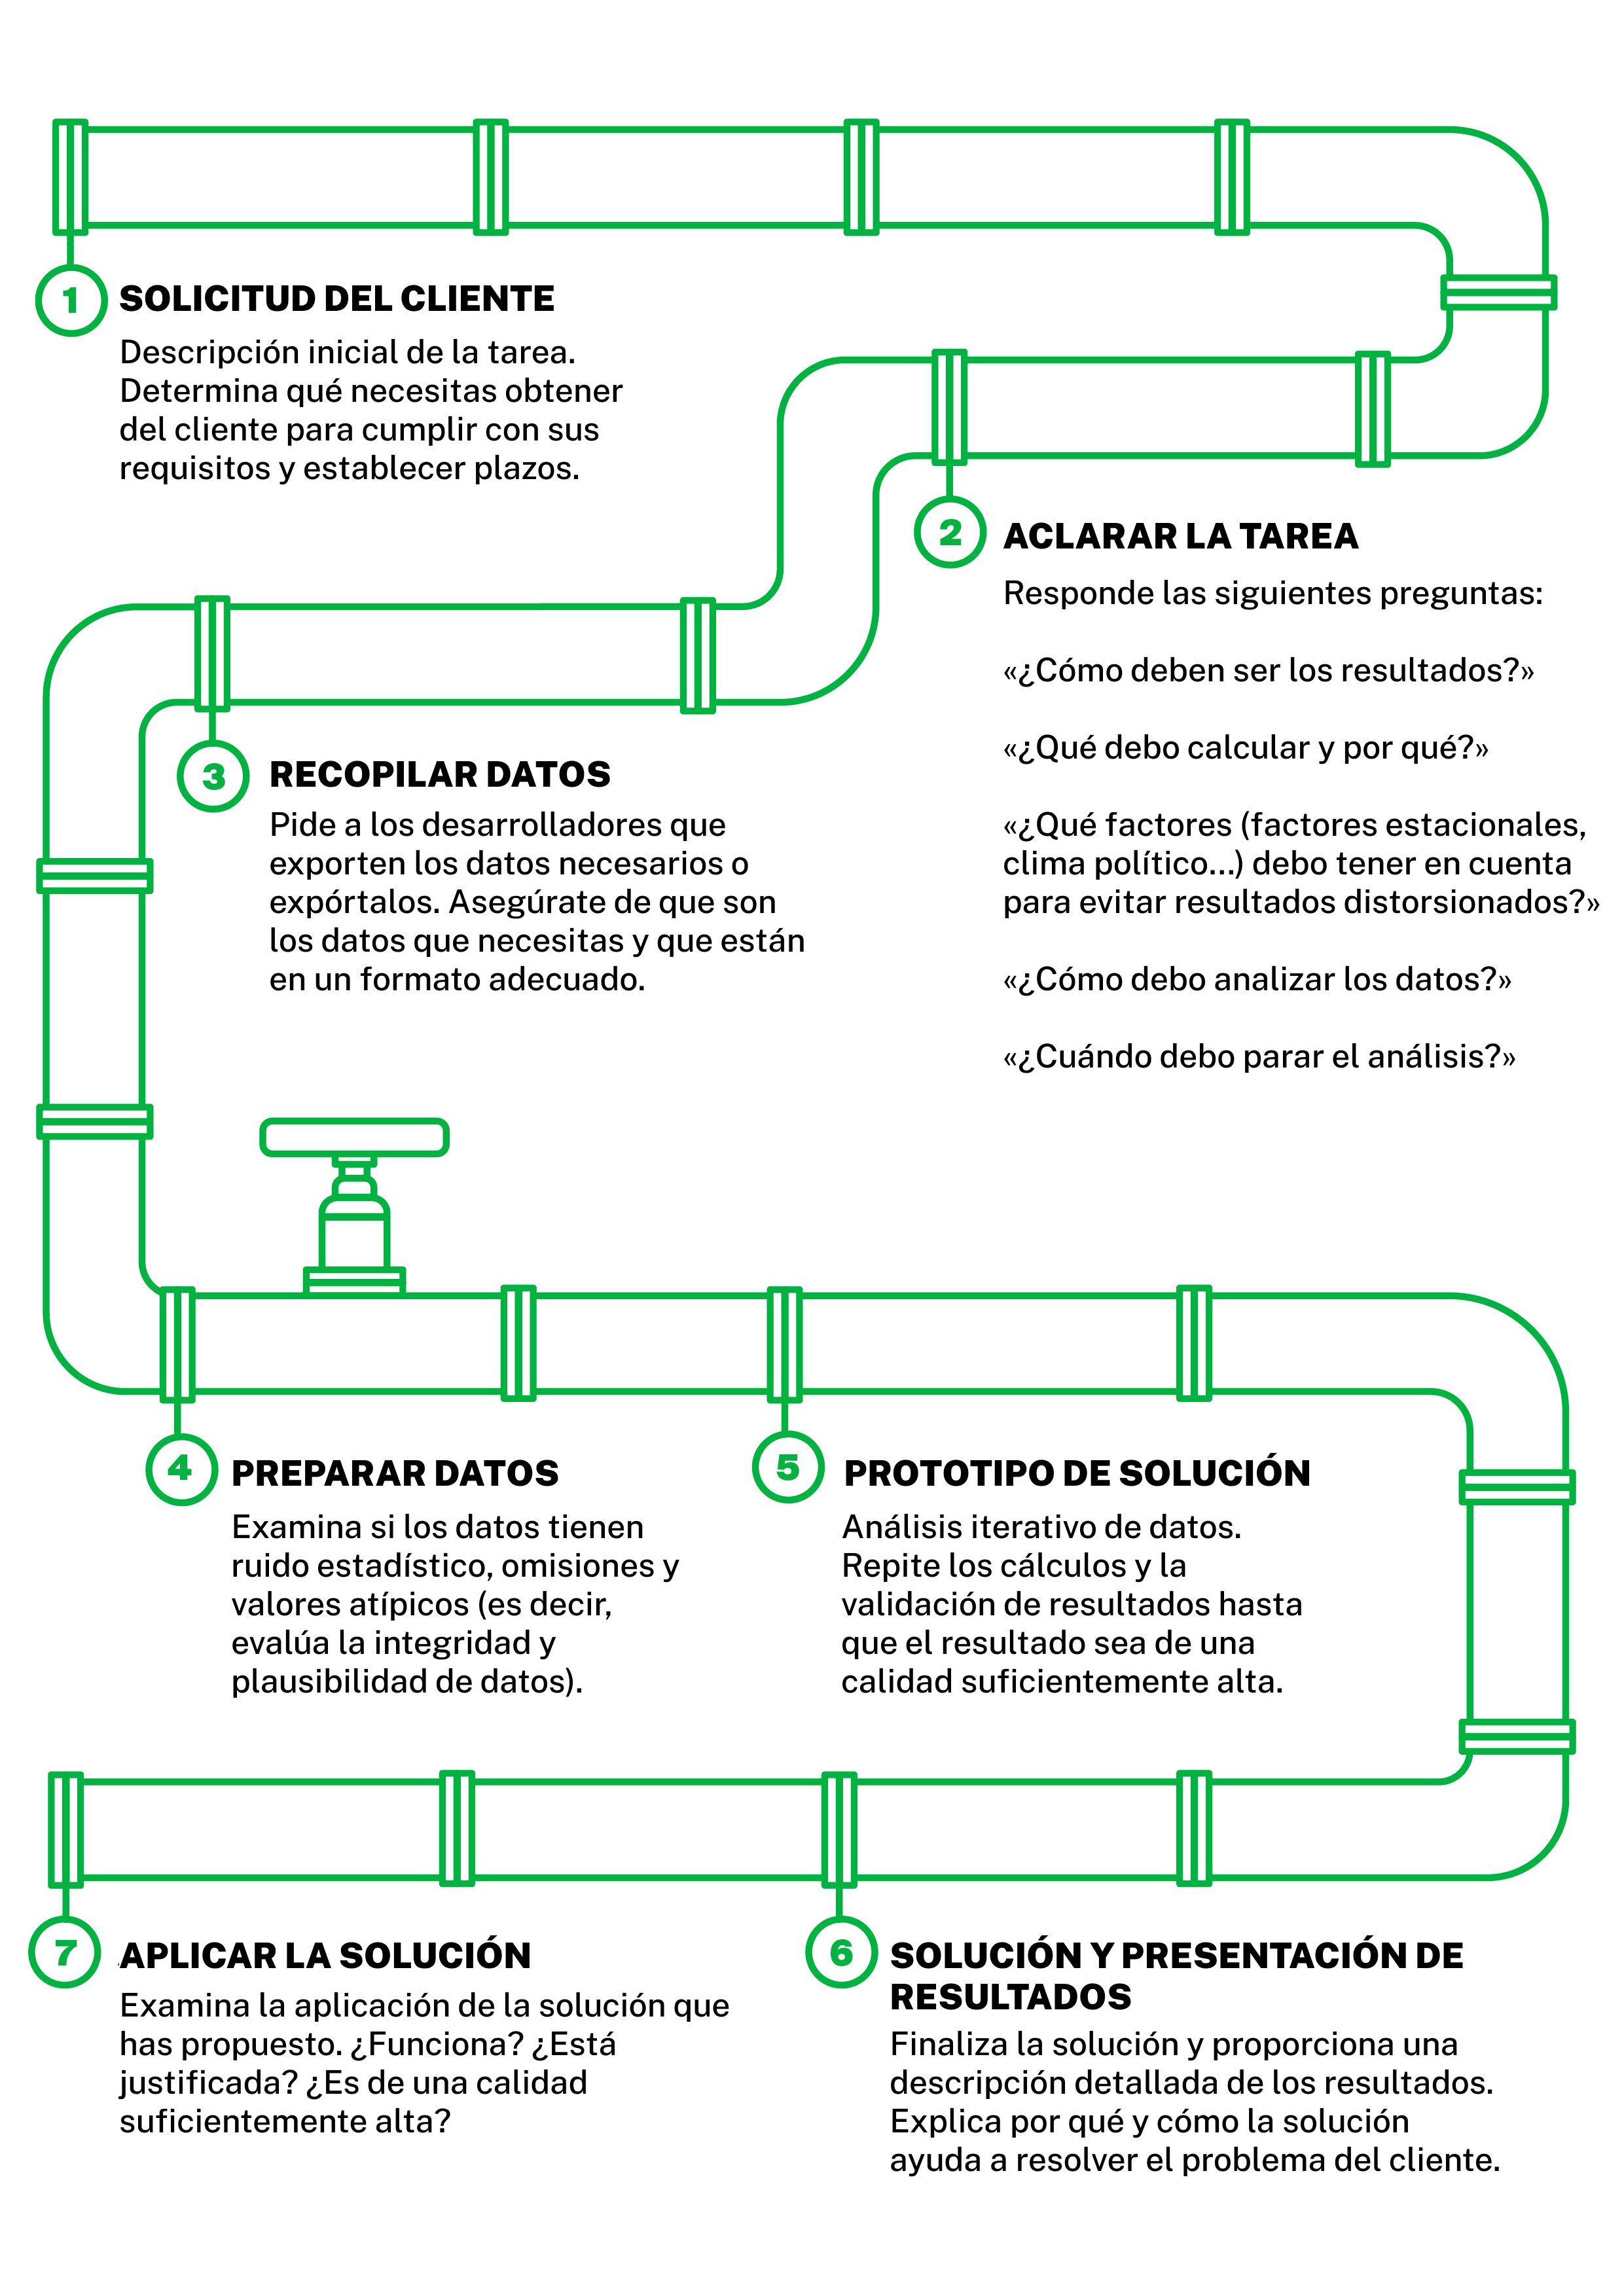 1
SOLICITUD DEL CLIENTE
Descripción inicial de la tarea.
Determina qué necesitas obtener
del cliente para cumplir con sus
requisitos y establecer plazos.
2
ACLARAR LA TAREA
Responde las siguientes preguntas:
«¿Cómo deben ser los resultados?»
«¿Qué debo calcular y por qué?»
«¿Qué factores (factores estacionales,
clima político...) debo tener en cuenta
para evitar resultados distorsionados?»
«¿Cómo debo analizar los datos?»
«¿Cuándo debo parar el análisis?»
3
RECOPILAR DATOS
Pide a los desarrolladores que
exporten los datos necesarios o
expórtalos. Asegúrate de que son
los datos que necesitas y que están
en un formato adecuado.
4
PREPARAR DATOS
Examina si los datos tienen
ruido estadístico, omisiones y
valores atípicos (es decir,
evalúa la integridad y
plausibilidad de datos).
5
PROTOTIPO DE SOLUCIÓN
Análisis iterativo de datos.
Repite los cálculos y la
validación de resultados hasta
que el resultado sea de una
calidad suficientemente alta.
6
SOLUCIÓN Y PRESENTACIÓN DE
RESULTADOS
Finaliza la solución y proporciona una
descripción detallada de los resultados.
Explica por qué y cómo la solución
ayuda a resolver el problema del cliente.
7
APLICAR LA SOLUCIÓN
Examina la aplicación de la solución que
has propuesto. ¿Funciona? ¿Está
justificada? ¿Es de una calidad
suficientemente alta?